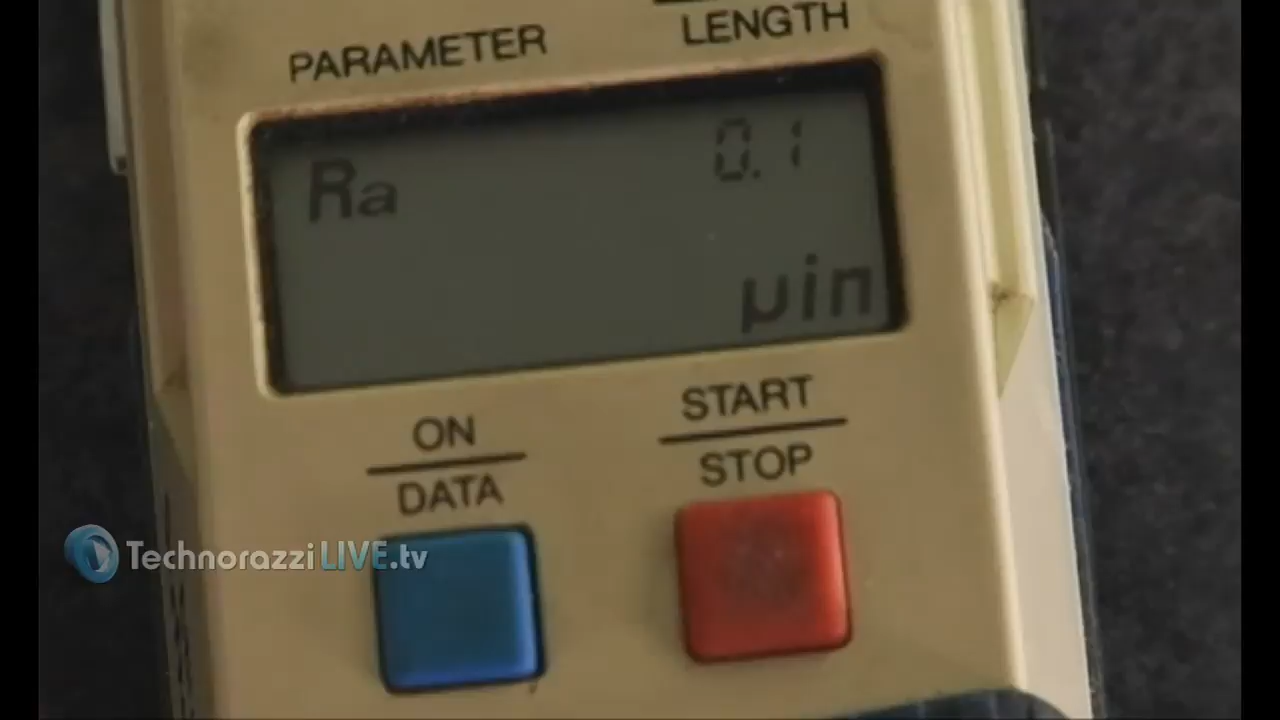 PARAMETER
LENGTH
Ra
0.1
µin
ON
DATA
START
STOP
TechnorazziLIVE.tv